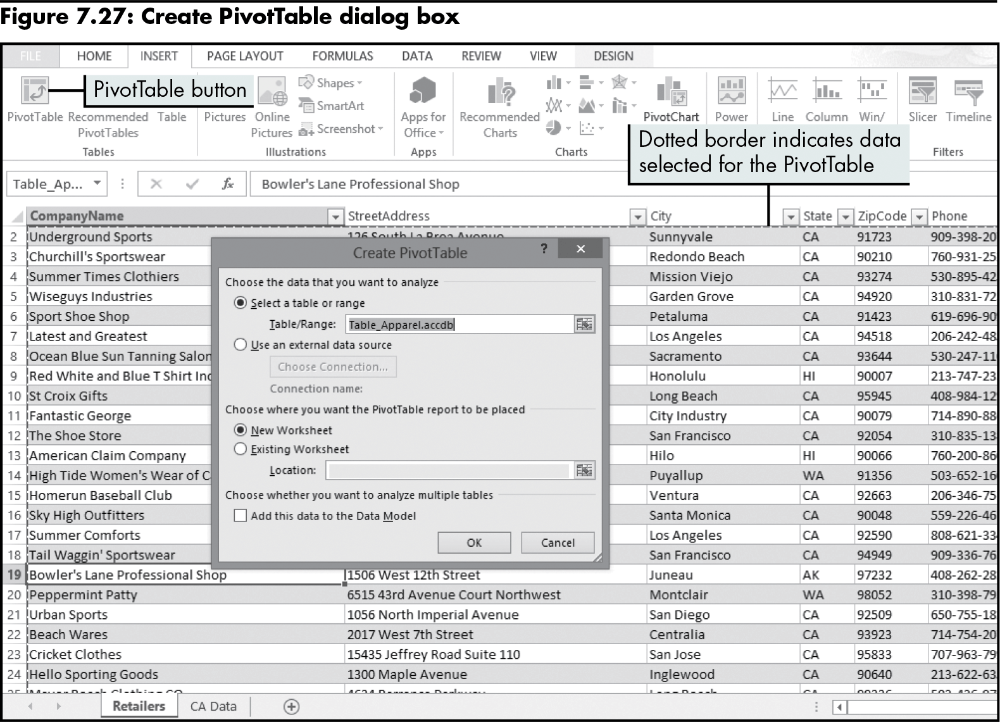 Figure 7.27: Create PivotTable dialog box
FILE HOME INSERT PAGE LAYOUT FORMULAS DATA REVIEW VIEW DESIGN
PivotTable button
Shapes
SmartArt
Screenshot
PivotTable Recommended PivotTables Table
Pictures Online Pictures
Apps for Office
Recommended Charts
PivotChart Power
Line Column Win/
Slicer Timeline
Tables Illustrations Apps Charts Filters
Dotted border indicates data
selected for the PivotTable
Table_Ap... fx Bowler's Lane Professional Shop
CompanyName StreetAddress City State ZipCode Phone
2 Underground Sports Sunnyvale CA 91723 909-398-20
3 Churchill's Sportswear Redondo Beach CA 90210 760-931-25
4 Summer Times Clothiers Mission Viejo CA 93274 530-895-42
5 Wiseguys Industries Garden Grove CA 94920 310-831-72
6 Sport Shoe Shop Petaluma CA 91423 619-696-90
7 Latest and Greatest Los Angeles CA 94518 206-242-48
8 Ocean Blue Sun Tanning Salon Sacramento CA 93644 530-247-11
9 Red White and Blue T Shirt Inc Honolulu HI 90007 213-747-23
10 St Croix Gifts Long Beach CA 95945 408-984-12
11 Fantastic George City Industry CA 90079 714-890-88
12 The Shoe Store San Francisco CA 92054 310-835-13
13 American Claim Company Hilo HI 90066 760-200-86
14 High Tide Women's Wear of C Puyallup WA 91356 503-652-16
15 Homerun Baseball Club Ventura CA 92663 206-346-75
16 Sky High Outfitters Santa Monica CA 90048 559-226-46
17 Summer Comforts Los Angeles CA 92590 808-621-33
18 Tail Waggin' Sportswear San Francisco CA 94949 909-336-76
19 Bowler's Lane Professional Shop 1506 West 12th Street Juneau AK 97232 408-262-28
20 Peppermint Patty 6515 43rd Avenue Court Northwest Montclair WA 98052 310-398-79
21 Urban Sports 1056 North Imperial Avenue San Diego CA 92509 650-755-18
22 Beach Wares 2017 West 7th Street Centralia CA 93923 714-754-20
23 Cricket Clothes 15435 Jeffrey Road Suite 110 San Jose CA 95833 707-963-79
24 Hello Sporting Goods 1300 Maple Avenue Inglewood CA 90640 213-622-63
Create PivotTable ?
Choose the data that you want to analyze
Select a table or range
Table/Range: Table_Apparel.accdb
Use an external data source
Choose Connection...
Connection name:
Choose where you want the PivotTable report to be placed
New Worksheet
Existing Worksheet
Location:
Choose whether you want to analyze multiple tables
Add this data to the Data Model
OK Cancel
Retailers CA Data